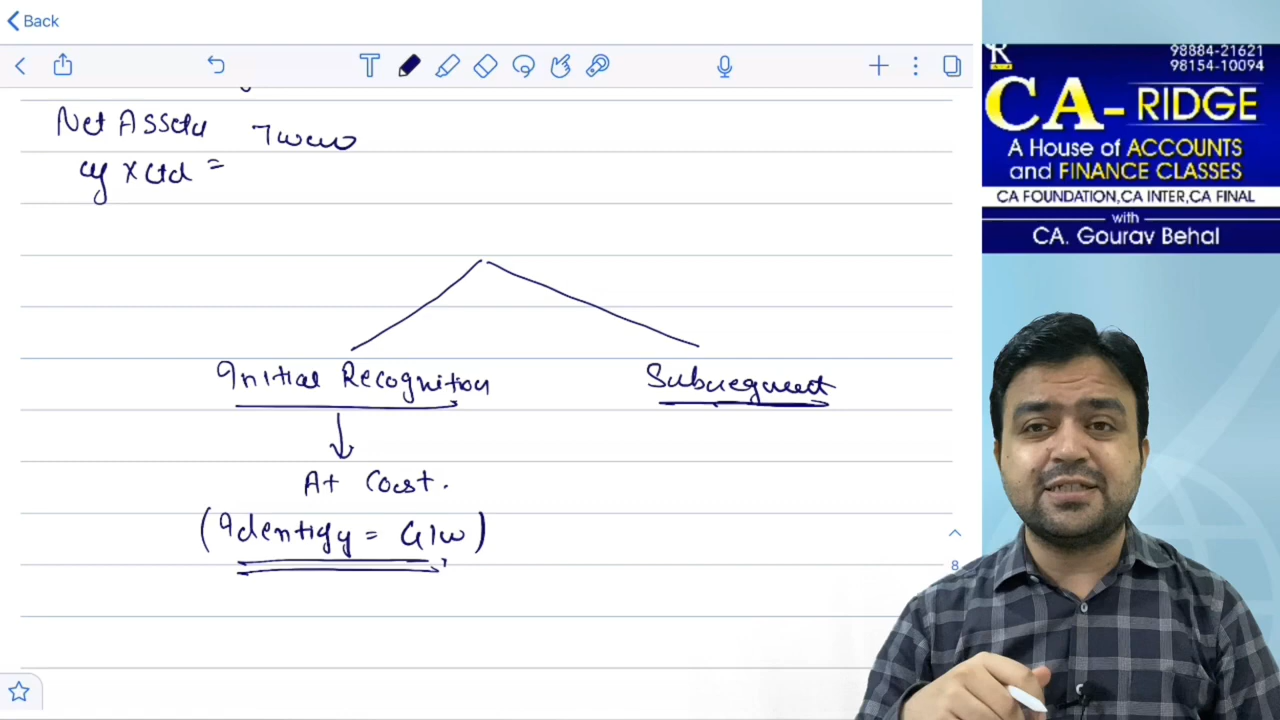 Back
Net Assets
of X Ltd =
Initial Recognition
Subsequent
At Cost.
(Identify = G/w)
8
R
98884-21621
98154-10094
CA- RIDGE
A House of ACCOUNTS
and FINANCE CLASSES
CA FOUNDATION,CA INTER,CA FINAL
with
CA. Gourav Behal